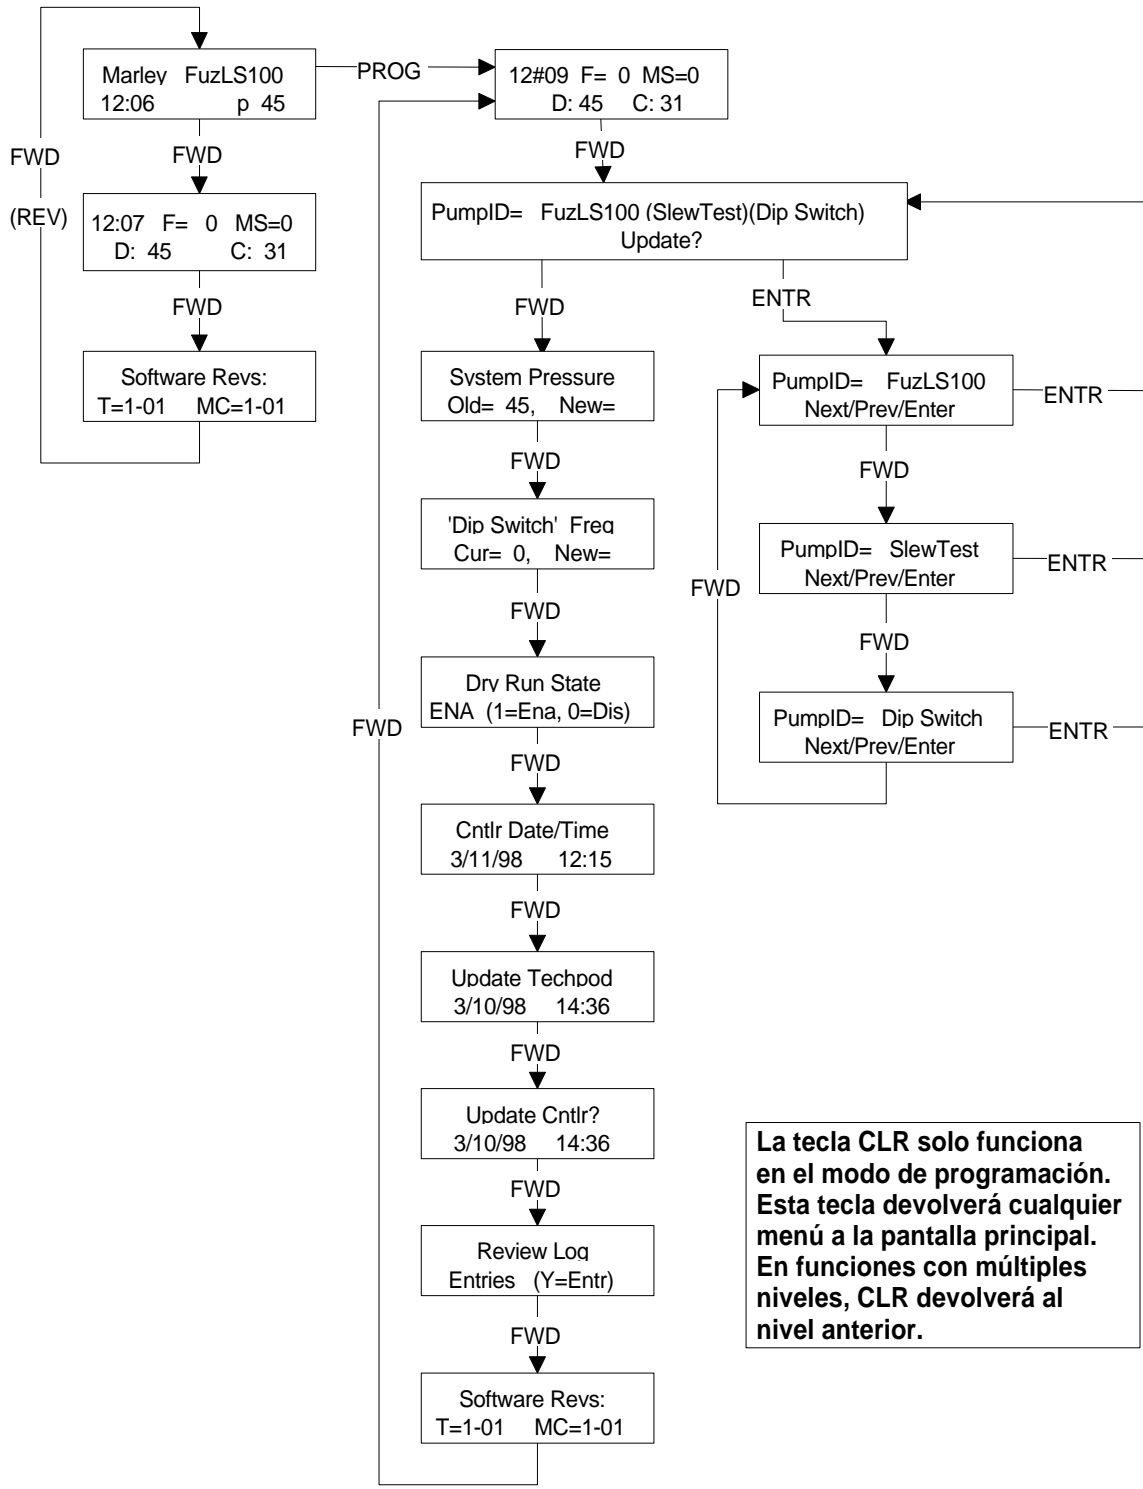 Marley FuzLS100
12:06 p 45
FWD
12:07 F= 0 MS=0
D: 45 C: 31
FWD
Software Revs:
T=1-01 MC=1-01
FWD
(REV)
PROG
12#09 F= 0 MS=0
D: 45 C: 31
FWD
PumpID= FuzLS100 (SlewTest)(Dip Switch)
Update?
FWD
System Pressure
Old= 45, New=
FWD
'Dip Switch' Freq
Cur= 0, New=
FWD
Dry Run State
ENA (1=Ena, 0=Dis)
FWD
Cntlr Date/Time
3/11/98 12:15
FWD
Update Techpod
3/10/98 14:36
FWD
Update Cntlr?
3/10/98 14:36
FWD
Review Log
Entries (Y=Entr)
FWD
Software Revs:
T=1-01 MC=1-01
FWD
ENTR
PumpID= FuzLS100
Next/Prev/Enter
ENTR
FWD
PumpID= SlewTest
Next/Prev/Enter
ENTR
FWD
PumpID= Dip Switch
Next/Prev/Enter
ENTR
FWD
La tecla CLR solo funciona
en el modo de programación.
Esta tecla devolverá cualquier
menú a la pantalla principal.
En funciones con múltiples
niveles, CLR devolverá al
nivel anterior.